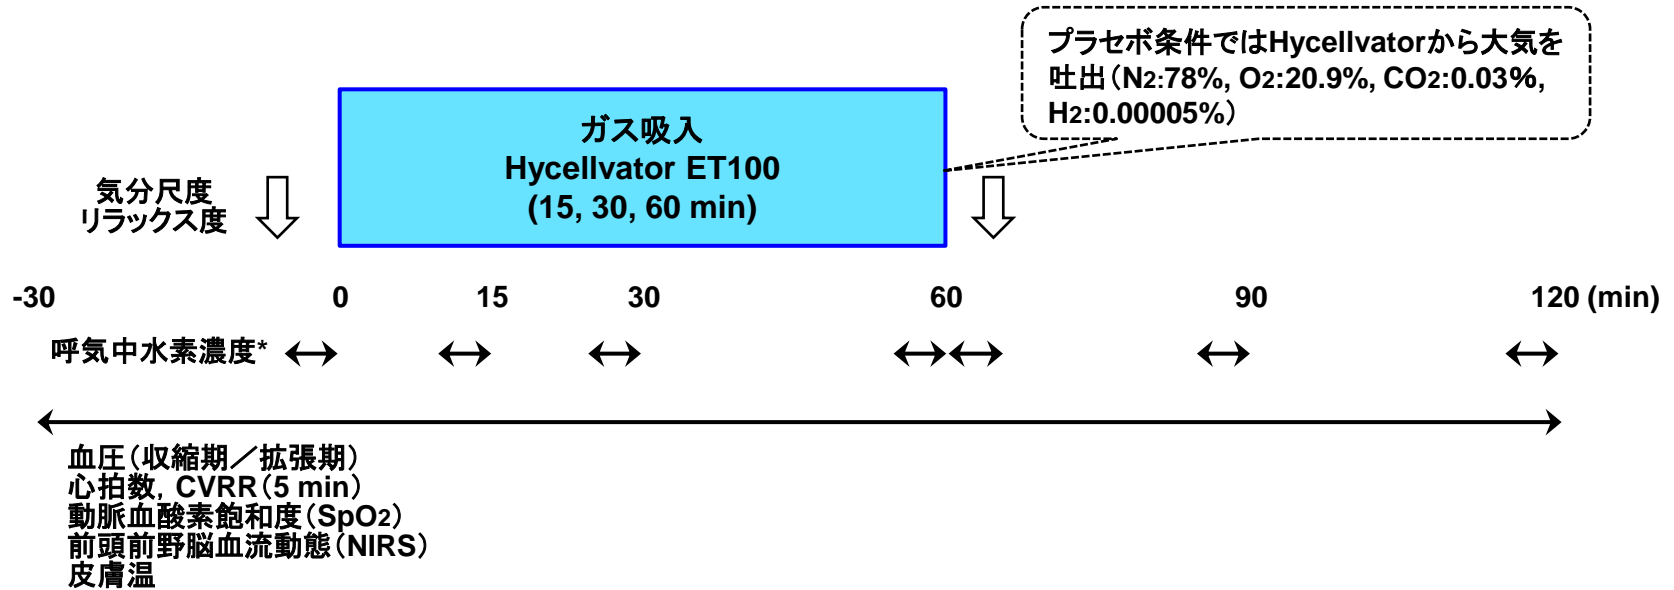 プラセボ条件ではHycellvatorから大気を
吐出（N2:78%, O2:20.9%, CO2:0.03%,
H2:0.00005%）
ガス吸入
Hycellvator ET100
(15, 30, 60 min)
気分尺度
リラックス度
-30 0 15 30 60 90 120 (min)
呼気中水素濃度*
血圧（収縮期／拡張期）
心拍数, CVRR（5 min）
動脈血酸素飽和度（SpO2）
前頭前野脳血流動態（NIRS）
皮膚温